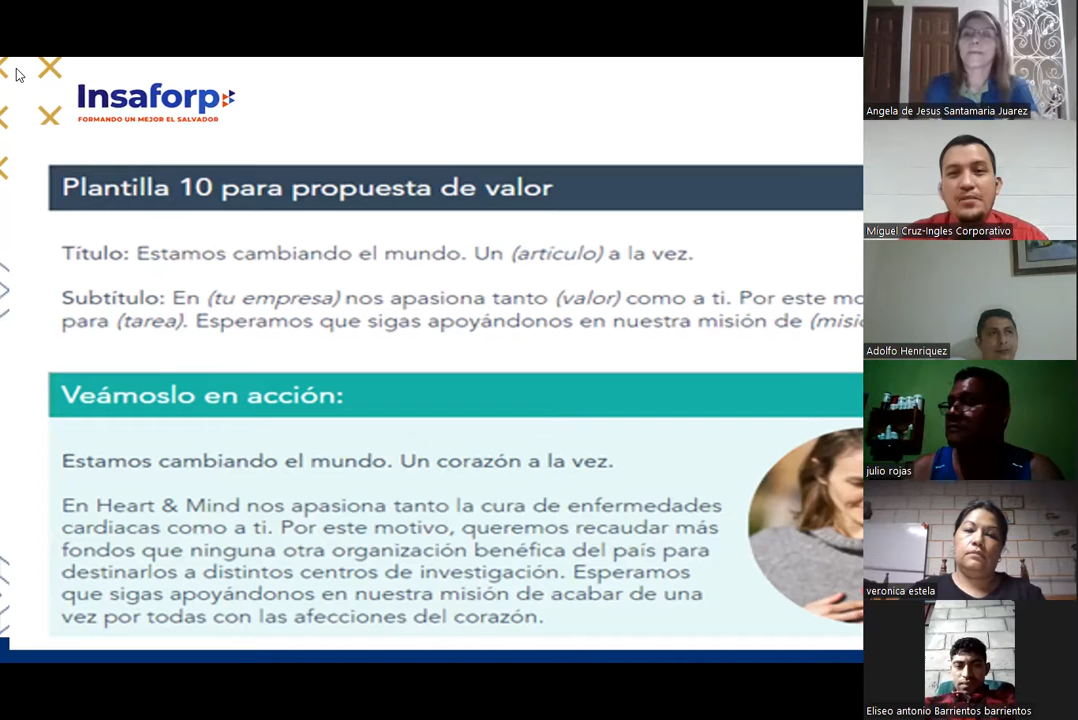 Insaforp
FORMANDO UN MEJOR EL SALVADOR
Plantilla 10 para propuesta de valor
Título: Estamos cambiando el mundo. Un (artículo) a la vez.
Subtítulo: En (tu empresa) nos apasiona tanto (valor) como a ti. Por este
para (tarea). Esperamos que sigas apoyándonos en nuestra misión de
Veámoslo en acción:
Estamos cambiando el mundo. Un corazón a la vez.
En Heart & Mind nos apasiona tanto la cura de enfermedades
cardiacas como a ti. Por este motivo, queremos recaudar más
fondos que ninguna otra organización benéfica del país para
destinarlos a distintos centros de investigación. Esperamos
que sigas apoyándonos en nuestra misión de acabar de una
vez por todas con las afecciones del corazón.
Angela de Jesus Santamaria Juarez
Miguel Cruz-Ingles Corporativo
Adolfo Henriquez
julio rojas
veronica estela
Eliseo antonio Barrientos barrientos